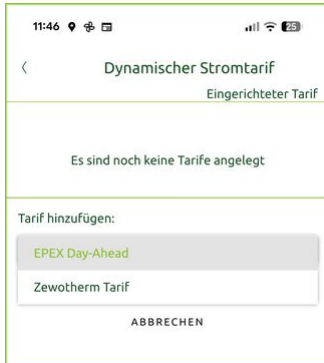 11:46 25
Dynamischer Stromtarif
Eingerichteter Tarif
Es sind noch keine Tarife angelegt
Tarif hinzufügen:
EPEX Day-Ahead
Zewotherm Tarif
ABBRECHEN